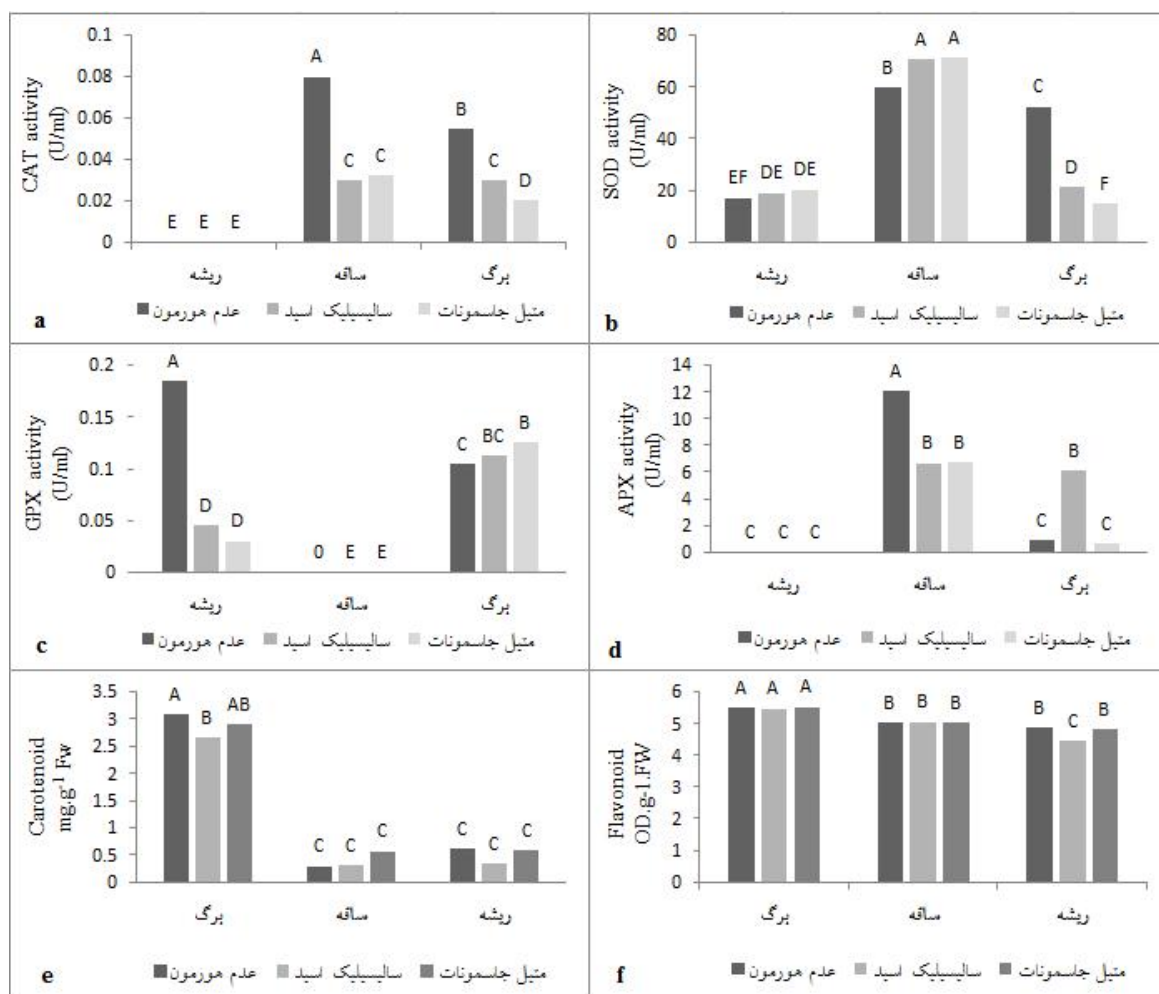 0.1
0.08
0.06
0.04
0.02
0
CAT activity
(U/ml)
E E E
A C C
B C D
ریشه ساقه برگ
عدم هورمون سالیسیلیک اسید متیل جاسمونات
a
80
60
40
20
0
SOD activity
(U/ml)
EF DE DE
B A A
C D F
ریشه ساقه برگ
عدم هورمون سالیسیلیک اسید متیل جاسمونات
b
0.2
0.15
0.1
0.05
0
GPX activity
(U/ml)
A D D
0 E E
C BC B
ریشه ساقه برگ
عدم هورمون سالیسیلیک اسید متیل جاسمونات
c
14
12
10
8
6
4
2
0
APX activity
(U/ml)
C C C
A B B
C B C
ریشه ساقه برگ
عدم هورمون سالیسیلیک اسید متیل جاسمونات
d
3.5
3
2.5
2
1.5
1
0.5
0
Carotenoid
mg.g-1 Fw
A B AB
C C C
C C C
برگ ساقه ریشه
عدم هورمون سالیسیلیک اسید متیل جاسمونات
e
6
5
4
3
2
1
0
Flavonoid
OD.g-1.FW
A A A
B B B
B C B
برگ ساقه ریشه
عدم هورمون سالیسیلیک اسید متیل جاسمونات
f